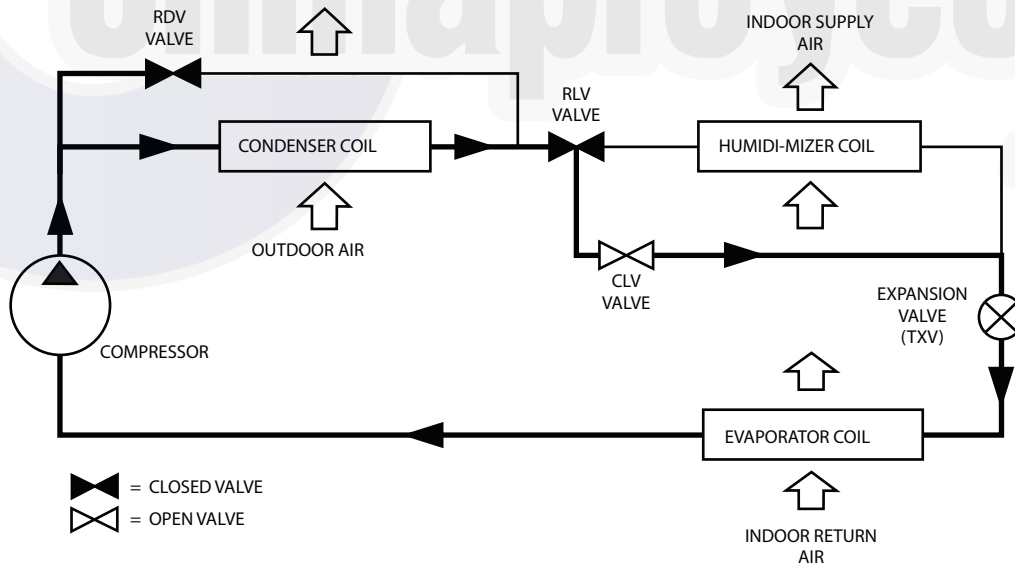 RDV
VALVE
INDOOR SUPPLY
AIR
RLV
VALVE
CONDENSER COIL
HUMIDI-MIZER COIL
OUTDOOR AIR
CLV
VALVE
EXPANSION
VALVE
(TXV)
COMPRESSOR
EVAPORATOR COIL
= CLOSED VALVE
= OPEN VALVE
INDOOR RETURN
AIR